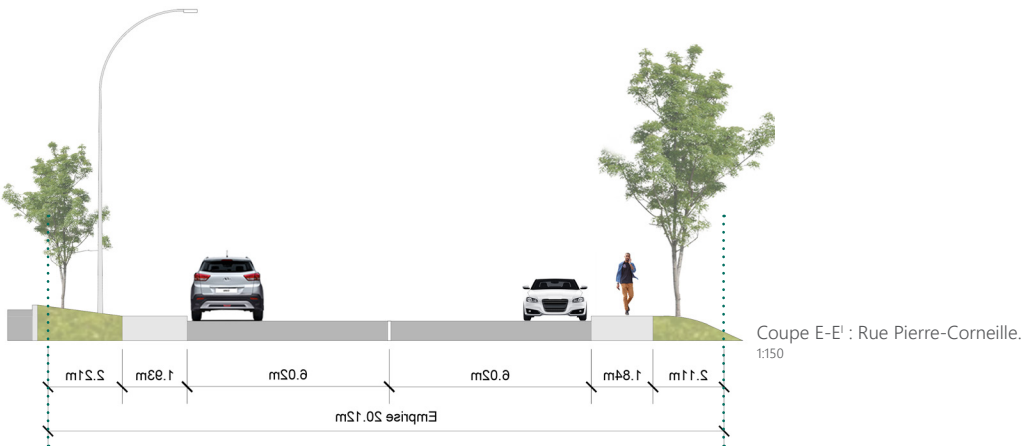 Coupe E-E' : Rue Pierre-Corneille.
1:150
2.21m 1.93m 6.02m 6.02m 1.84m 2.11m
Emprise 20.12m